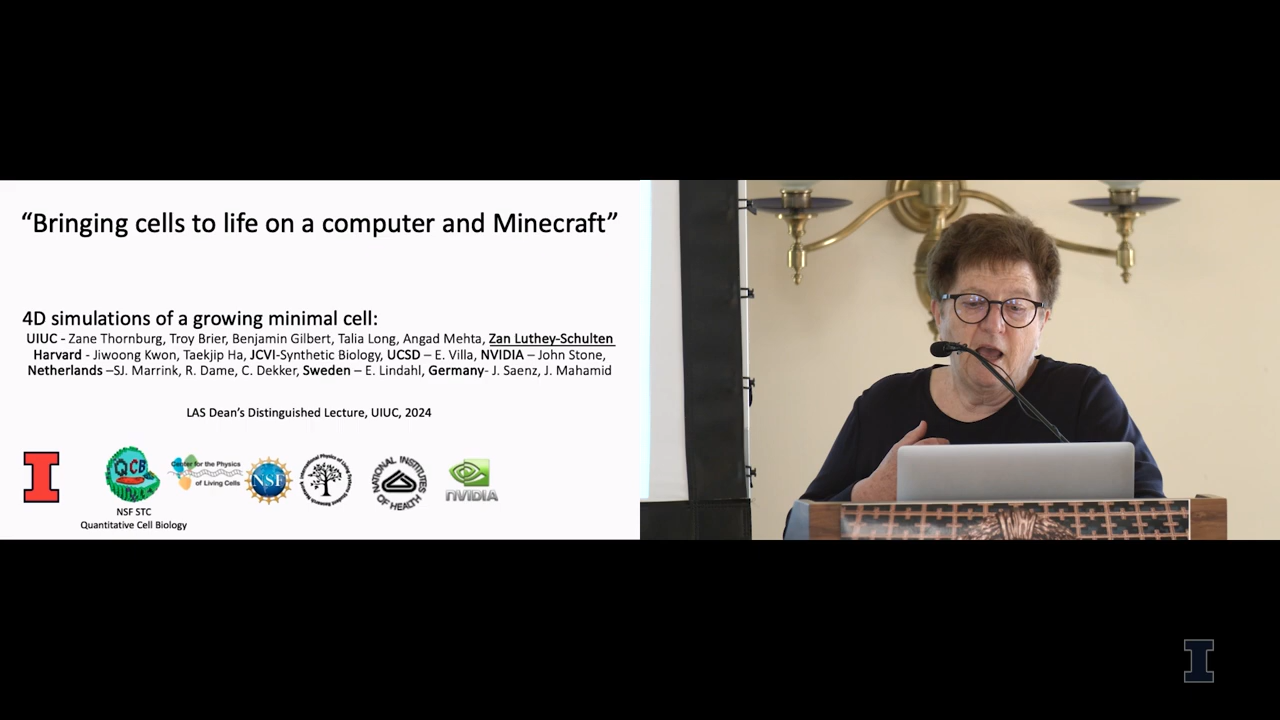 “Bringing cells to life on a computer and Minecraft”
4D simulations of a growing minimal cell:
UIUC - Zane Thornburg, Troy Brier, Benjamin Gilbert, Talia Long, Angad Mehta, Zan Luthey-Schulten
Harvard - Jiwoong Kwon, Taekjip Ha, JCVI-Synthetic Biology, UCSD – E. Villa, NVIDIA – John Stone,
Netherlands –SJ. Marrink, R. Dame, C. Dekker, Sweden – E. Lindahl, Germany- J. Saenz, J. Mahamid
LAS Dean’s Distinguished Lecture, UIUC, 2024
I
QCB
Center for the Physics
of Living Cells
NSF
NATIONAL INSTITUTES
OF HEALTH
nVIDIA
NSF STC
Quantitative Cell Biology
I